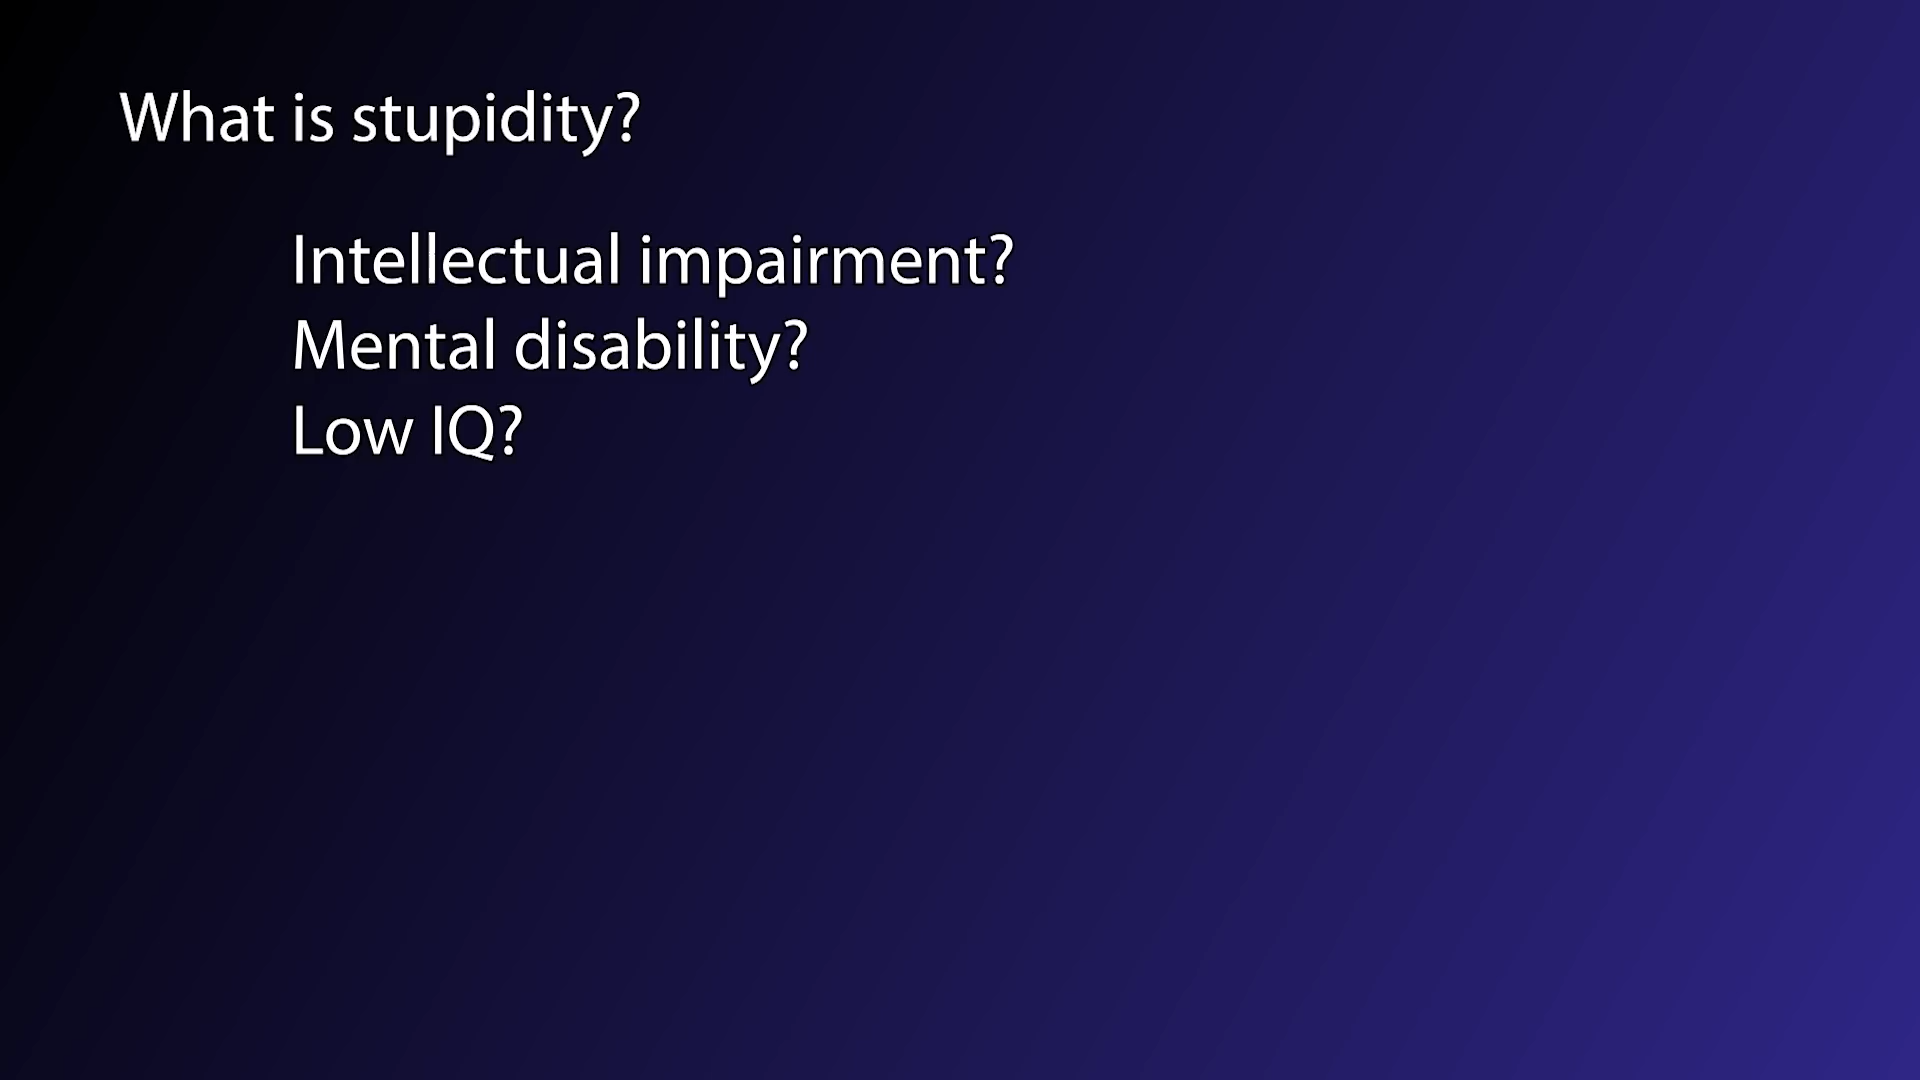 What is stupidity?
Intellectual impairment?
Mental disability?
Low IQ?